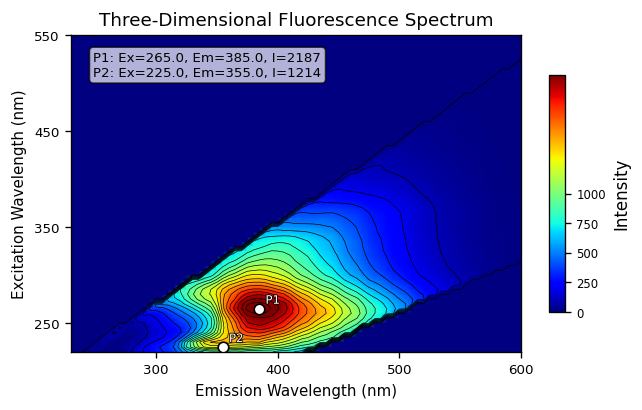 Three-Dimensional Fluorescence Spectrum
P1: Ex=265.0, Em=385.0, I=2187
P2: Ex=225.0, Em=355.0, I=1214
550
450
350
250
Excitation Wavelength (nm)
P1
P2
300
400
500
600
Emission Wavelength (nm)
1000
750
500
250
0
Intensity